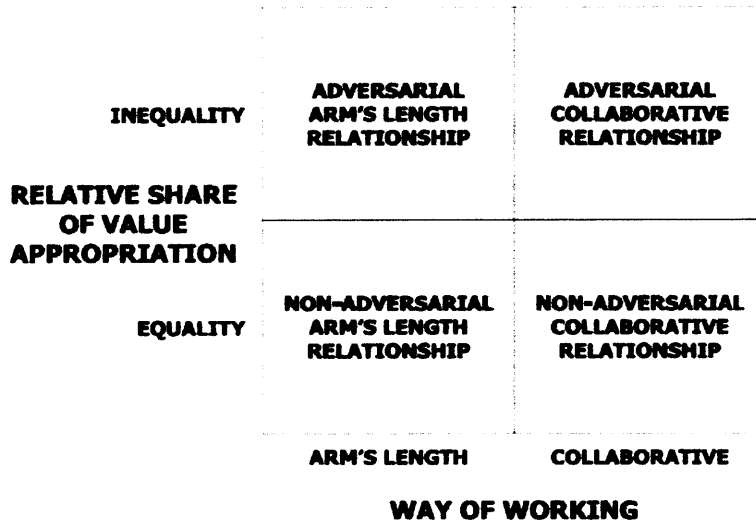 ADVERSARIAL
ARM'S LENGTH
RELATIONSHIP
ADVERSARIAL
COLLABORATIVE
RELATIONSHIP
INEQUALITY
RELATIVE SHARE
OF VALUE
APPROPRIATION
NON-ADVERSARIAL
ARM'S LENGTH
RELATIONSHIP
NON-ADVERSARIAL
COLLABORATIVE
RELATIONSHIP
EQUALITY
ARM'S LENGTH
COLLABORATIVE
WAY OF WORKING